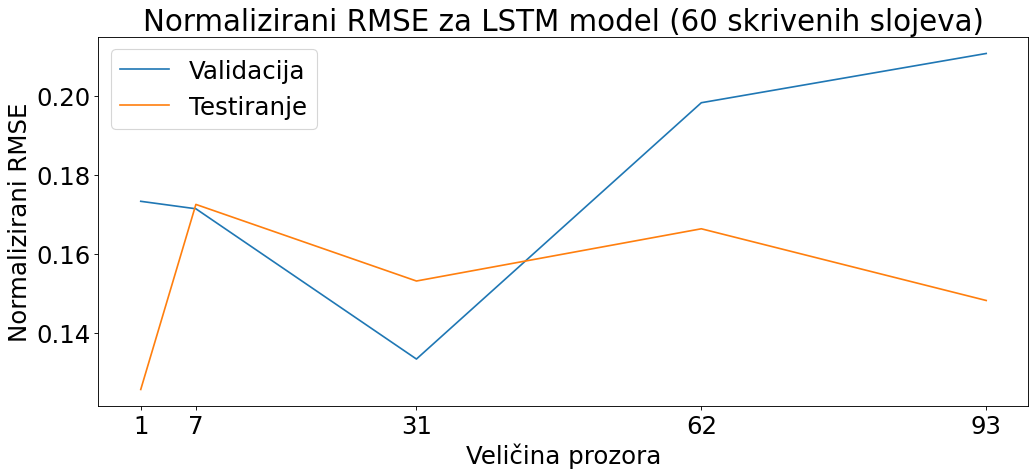 Normalizirani RMSE za LSTM model (60 skrivenih slojeva)
Validacija
Testiranje
Normalizirani RMSE
0.20
0.18
0.16
0.14
1 7 31 62 93
Veličina prozora